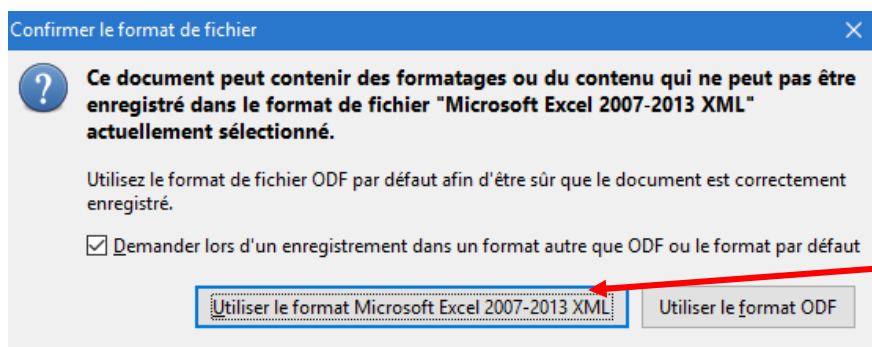 Confirmer le format de fichier
Ce document peut contenir des formatages ou du contenu qui ne peut pas être
enregistré dans le format de fichier "Microsoft Excel 2007-2013 XML"
actuellement sélectionné.
Utilisez le format de fichier ODF par défaut afin d'être sûr que le document est correctement
enregistré.
Demander lors d'un enregistrement dans un format autre que ODF ou le format par défaut
Utiliser le format Microsoft Excel 2007-2013 XML Utiliser le format ODF